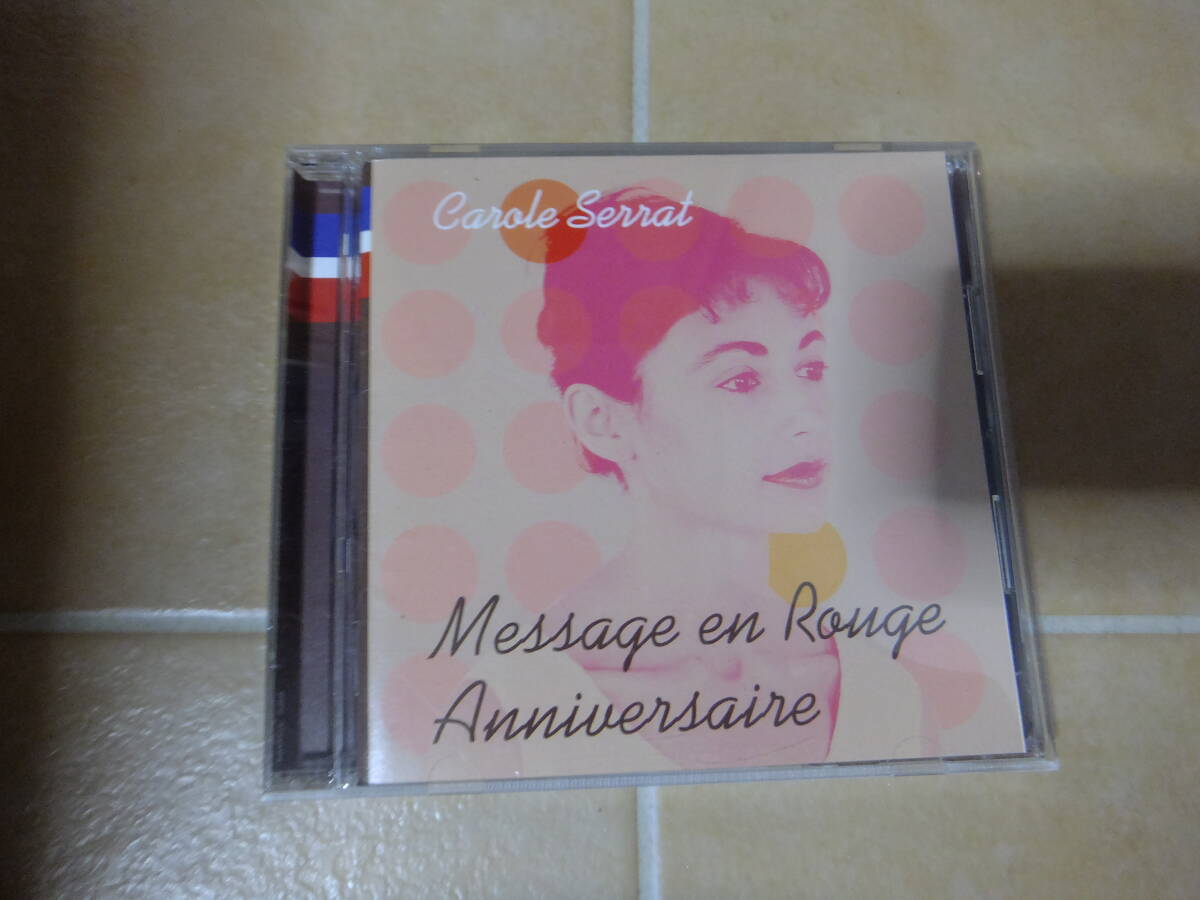 Carole Serrat
Message en Rouge
Anniversaire